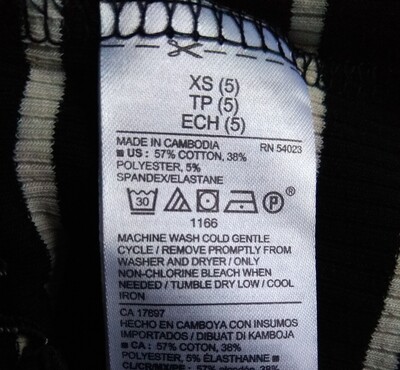 XS (5)
TP (5)
ECH (5)
MADE IN CAMBODIA RN 54023
■ US : 57% COTTON, 38%
POLYESTER, 5%
SPANDEX/ELASTANE
30 P ®
1166
MACHINE WASH COLD GENTLE
CYCLE / REMOVE PROMPTLY FROM
WASHER AND DRYER / ONLY
NON-CHLORINE BLEACH WHEN
NEEDED / TUMBLE DRY LOW / COOL
IRON
CA 17897
HECHO EN CAMBOYA CON INSUMOS
IMPORTADOS / DIBUAT DI KAMBOJA
■ CA : 57% COTTON, 38%
POLYESTER, 5% ÉLASTHANNE